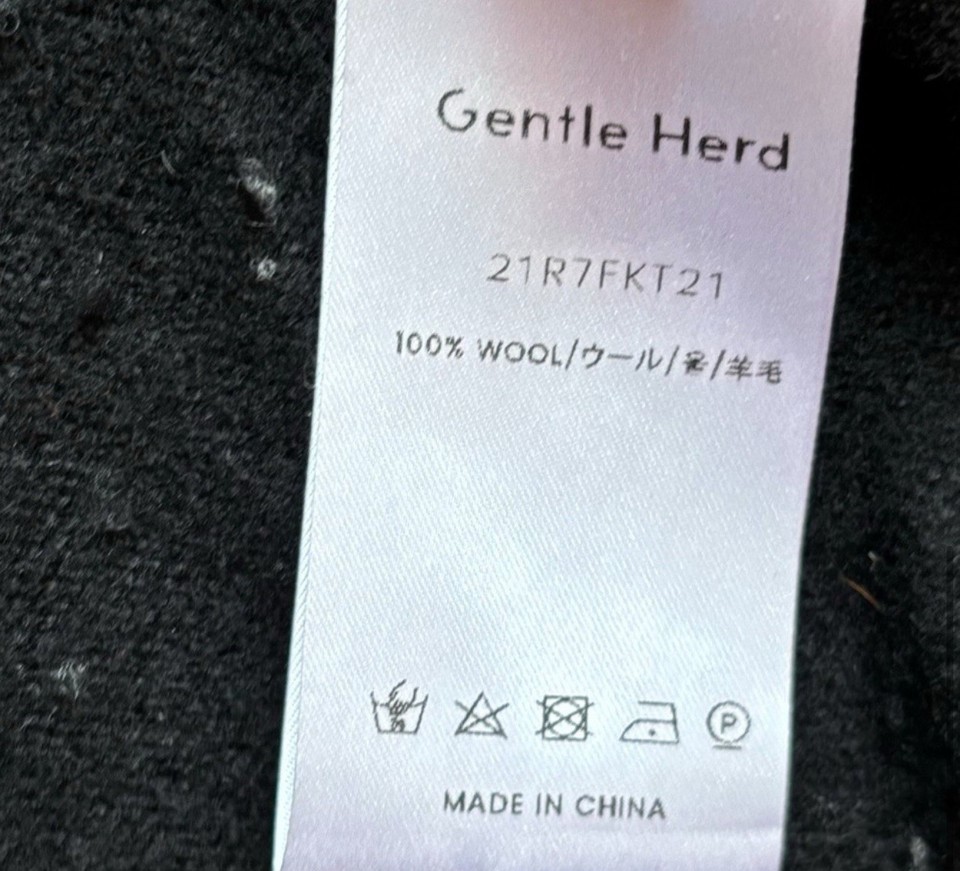 Gentle Herd
21R7FKT21
100% WOOL/ウール/울/羊毛
P
MADE IN CHINA